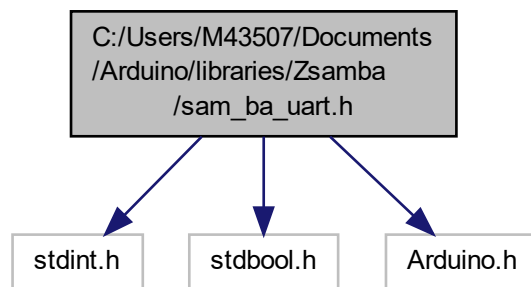 C:/Users/M43507/Documents
/Arduino/libraries/Zsamba
/sam_ba_uart.h
stdint.h
stdbool.h
Arduino.h